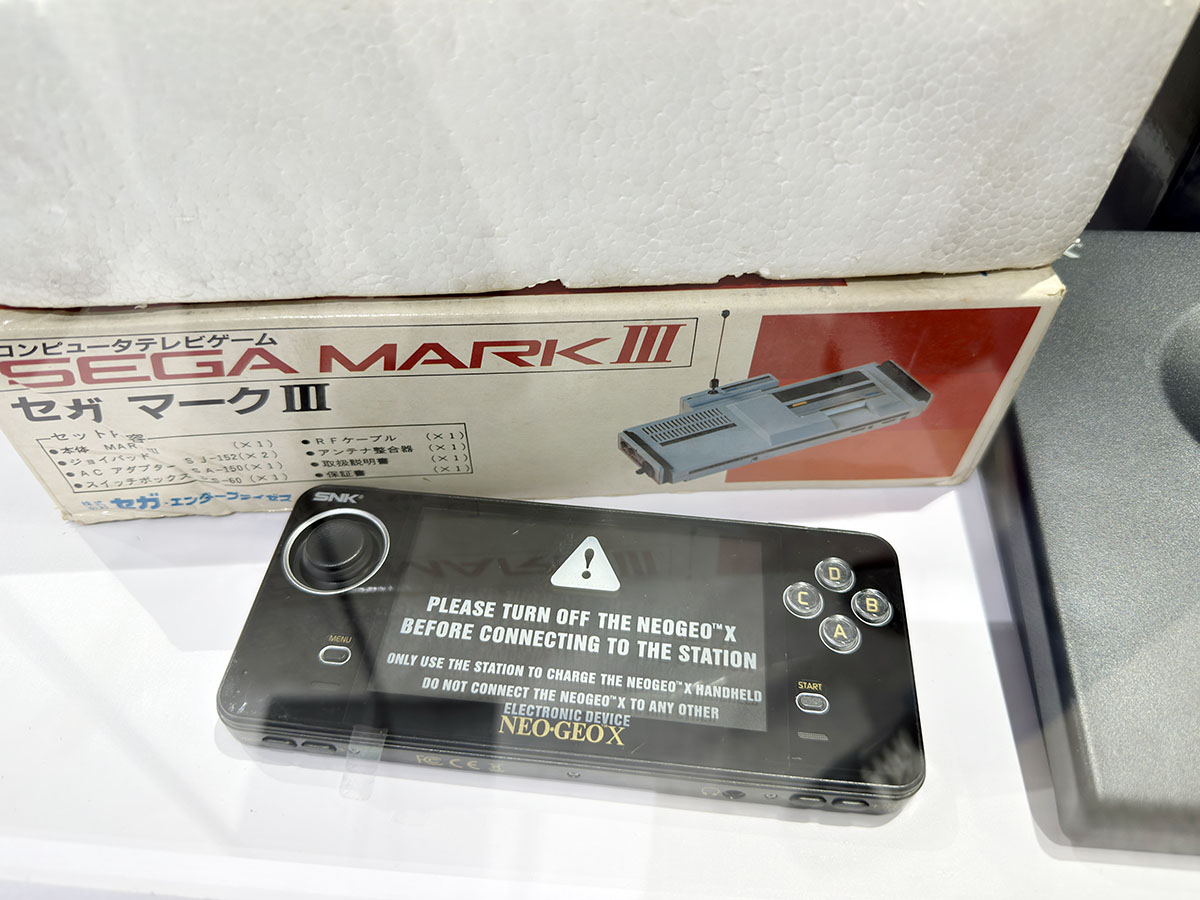 コンピュータテレビゲーム
SEGA MARK III
セガ マークIII
セット 容
●本体 MAR III (×1)
●ジョイパッド SJ-152(×2)
●ACアダプター SA-150(×1)
●スイッチボックス S-60 (×1)
●RFケーブル (×1)
●アンテナ整合器 (×1)
●取扱説明書 (×1)
●保証書 (×1)
セガ・エンタープライゼス
SNK®
!
PLEASE TURN OFF THE NEOGEO™X
BEFORE CONNECTING TO THE STATION
ONLY USE THE STATION TO CHARGE THE NEOGEO™X HANDHELD
DO NOT CONNECT THE NEOGEO™X TO ANY OTHER
ELECTRONIC DEVICE
NEO·GEO X
MENU
D
C
B
A
START
FC CE